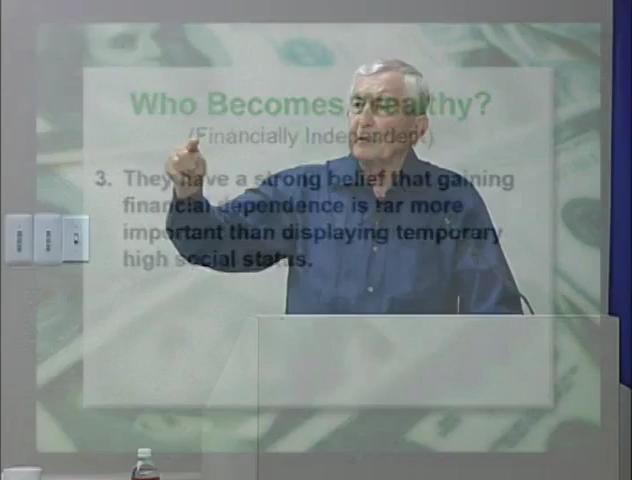 Who Becomes Wealthy?
(Financially Independent)
3. They have a strong belief that gaining
financial dependence is far more
important than displaying temporary
high social status.